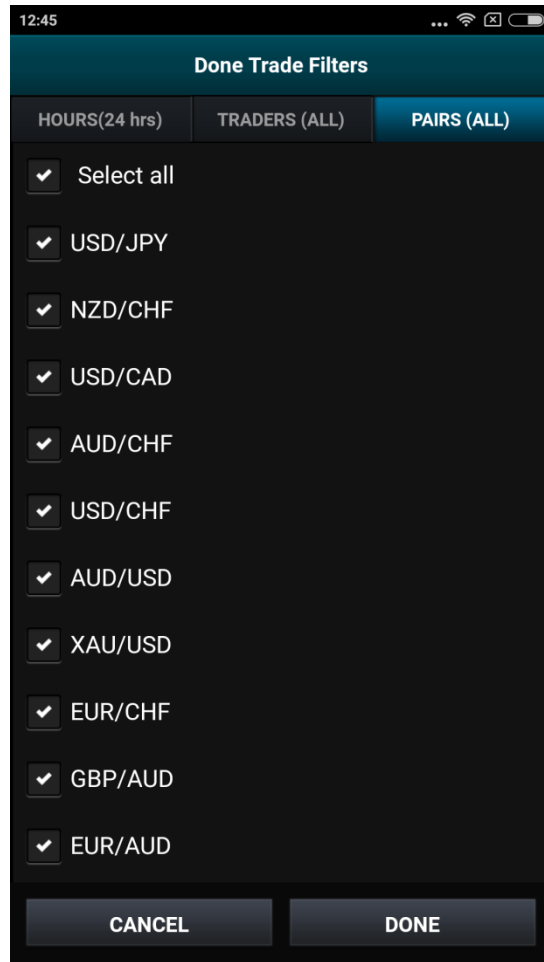 12:45
Done Trade Filters
HOURS(24 hrs) TRADERS (ALL) PAIRS (ALL)
Select all
USD/JPY
NZD/CHF
USD/CAD
AUD/CHF
USD/CHF
AUD/USD
XAU/USD
EUR/CHF
GBP/AUD
EUR/AUD
CANCEL DONE